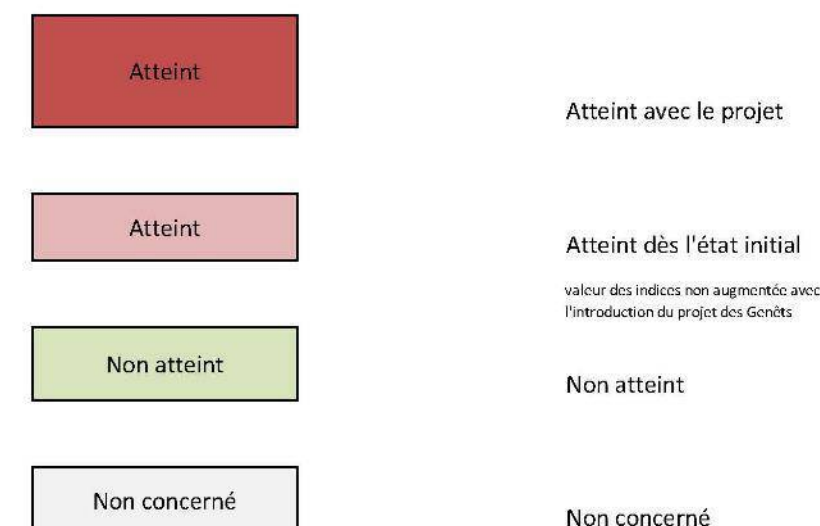 Atteint
Atteint avec le projet
Atteint
Atteint dès l'état initial
valeur des indices non augmentée avec
l'introduction du projet des Genêts
Non atteint
Non atteint
Non concerné
Non concerné